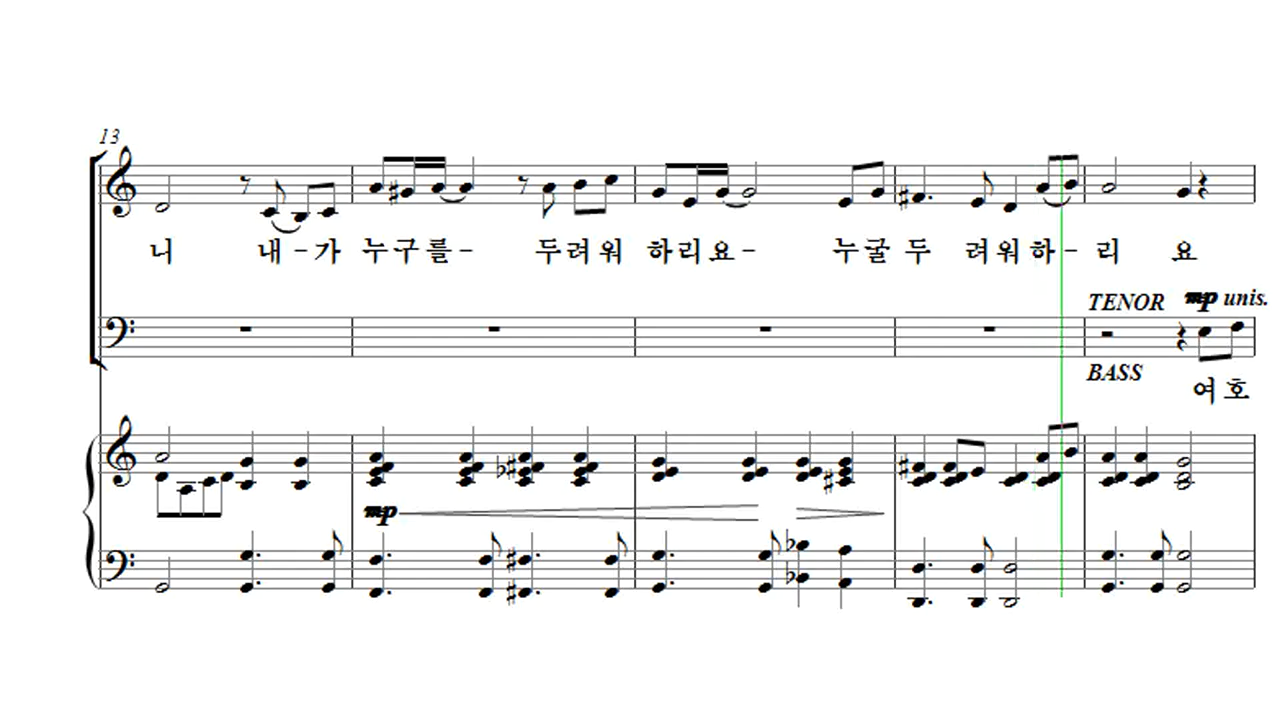 13
니 내-가 누구를- 두려워 하리요- 누굴 두 려워하-리 요
TENOR mp unis.
BASS
여호
mp